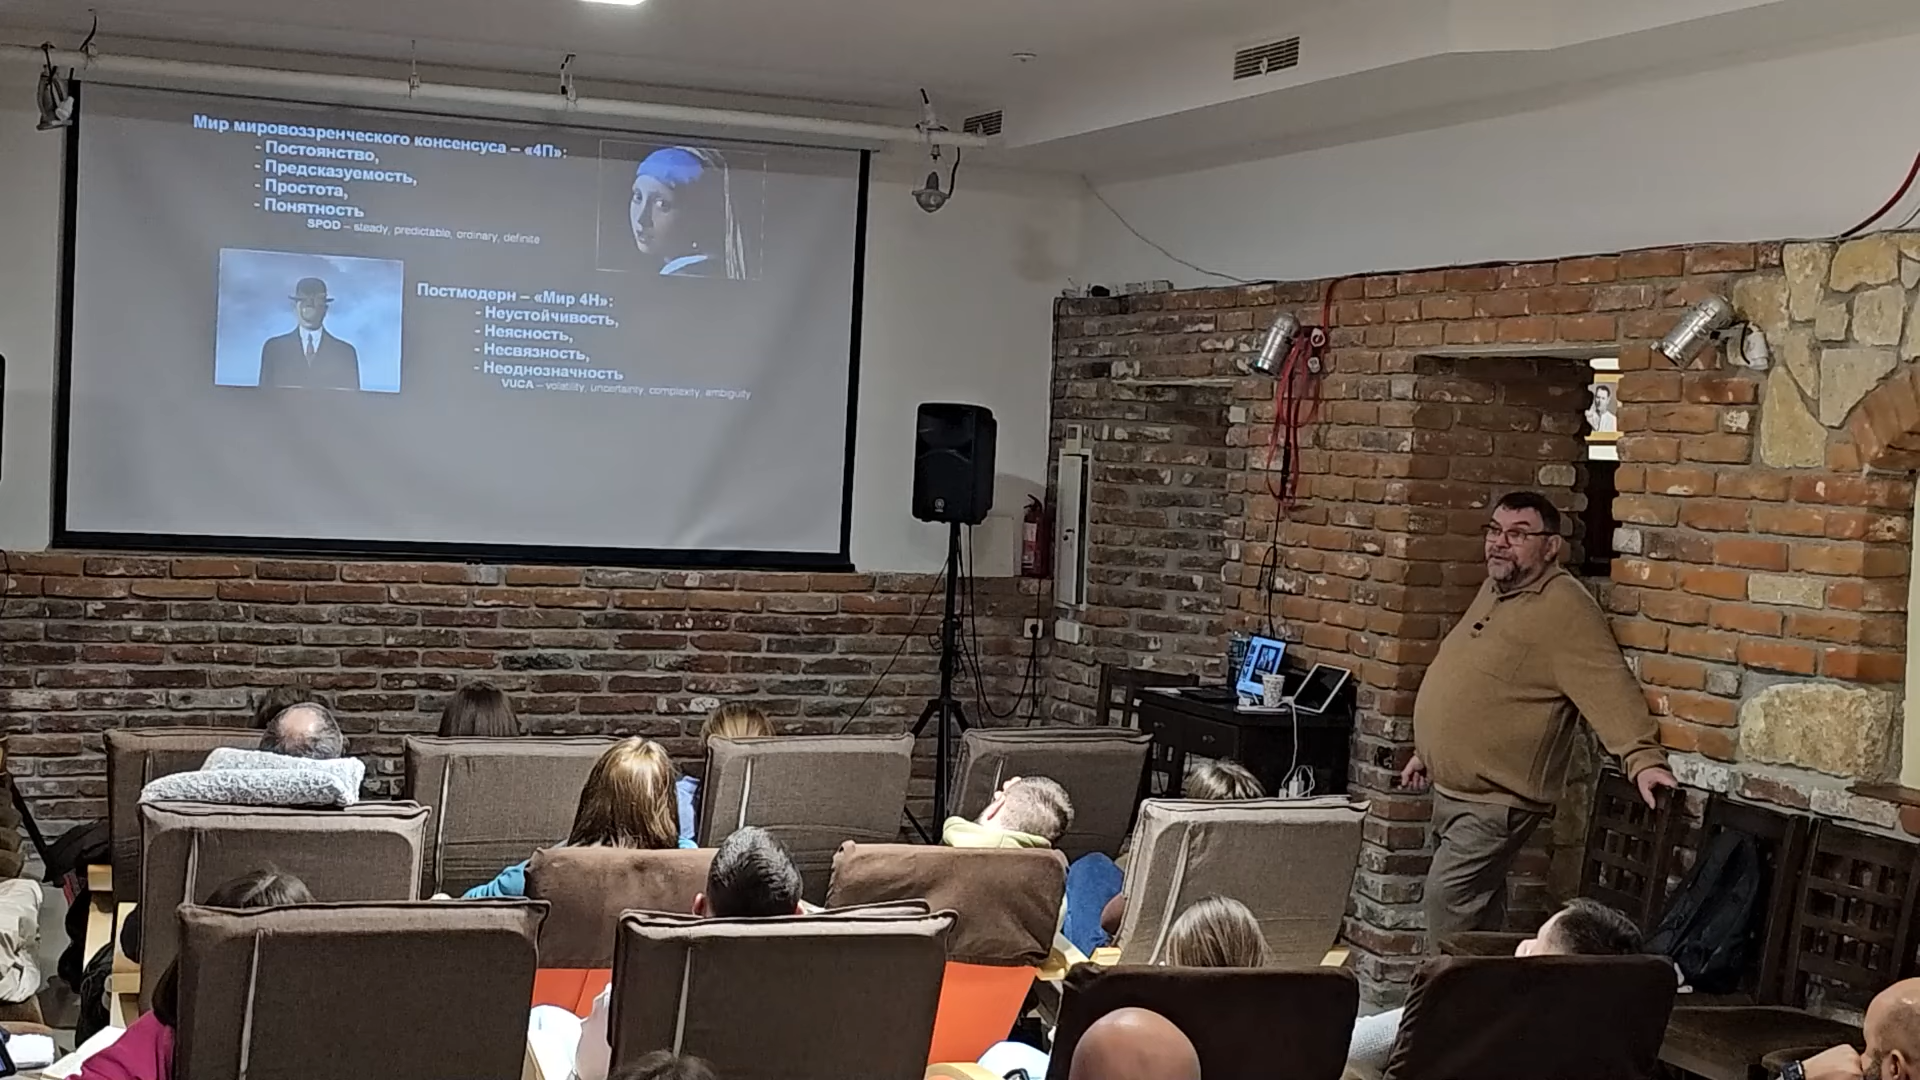 Мир мировоззренческого консенсуса – «4П»:
- Постоянство,
- Предсказуемость,
- Простота,
- Понятность
SPOD – steady, predictable, ordinary, definite
Постмодерн – «Мир 4Н»:
- Неустойчивость,
- Неясность,
- Несвязность,
- Неоднозначность
VUCA – volatility, uncertainty, complexity, ambiguity